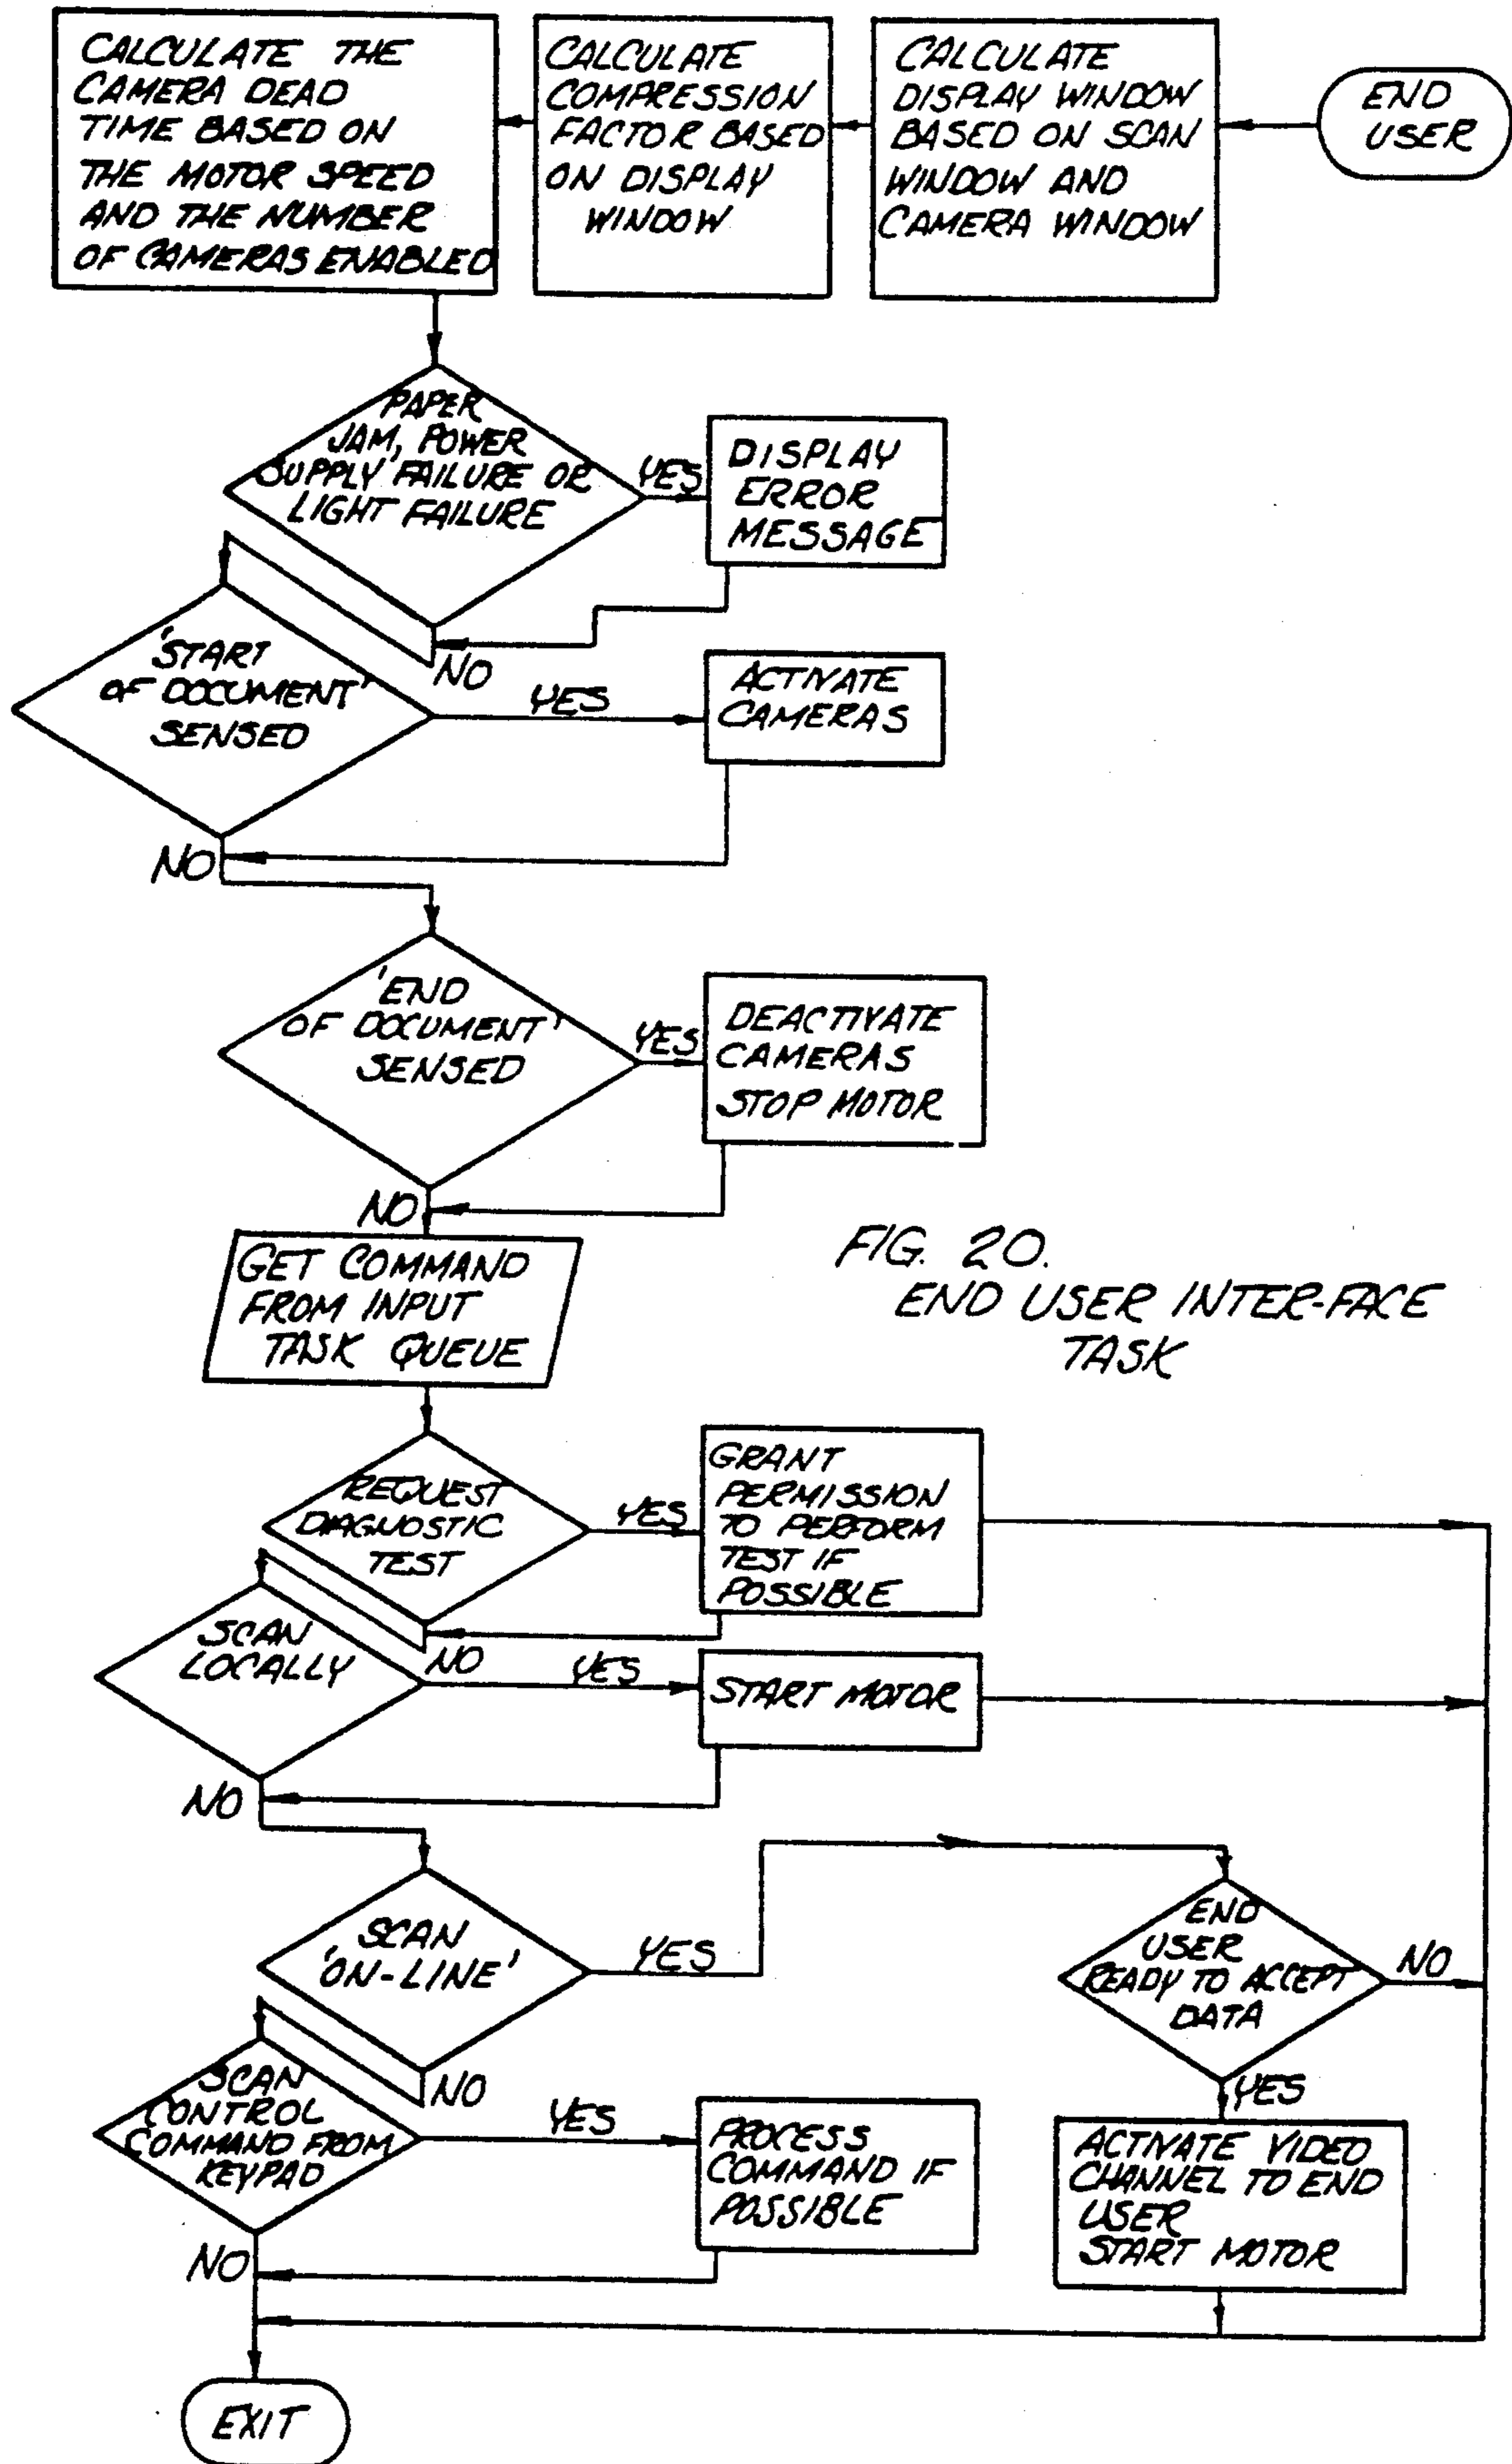 END
USER
CALCULATE
DISPLAY WINDOW
BASED ON SCAN
WINDOW AND
CAMERA WINDOW
CALCULATE
COMPRESSION
FACTOR BASED
ON DISPLAY
WINDOW
CALCULATE THE
CAMERA DEAD
TIME BASED ON
THE MOTOR SPEED
AND THE NUMBER
OF CAMERAS ENABLED
PAPER
JAM, POWER
SUPPLY FAILURE OR
LIGHT FAILURE
YES
DISPLAY
ERROR
MESSAGE
NO
'START
OF DOCUMENT'
SENSED
YES
ACTIVATE
CAMERAS
NO
'END
OF DOCUMENT'
SENSED
YES
DEACTIVATE
CAMERAS
STOP MOTOR
NO
GET COMMAND
FROM INPUT
TASK QUEUE
FIG. 20.
END USER INTER-FACE
TASK
REQUEST
DIAGNOSTIC
TEST
YES
GRANT
PERMISSION
TO PERFORM
TEST IF
POSSIBLE
NO
SCAN
LOCALLY
YES
START MOTOR
NO
SCAN
'ON-LINE'
YES
END
USER
READY TO ACCEPT
DATA
NO
YES
ACTIVATE VIDEO
CHANNEL TO END
USER
START MOTOR
NO
SCAN
CONTROL
COMMAND FROM
KEYPAD
YES
PROCESS
COMMAND IF
POSSIBLE
NO
EXIT